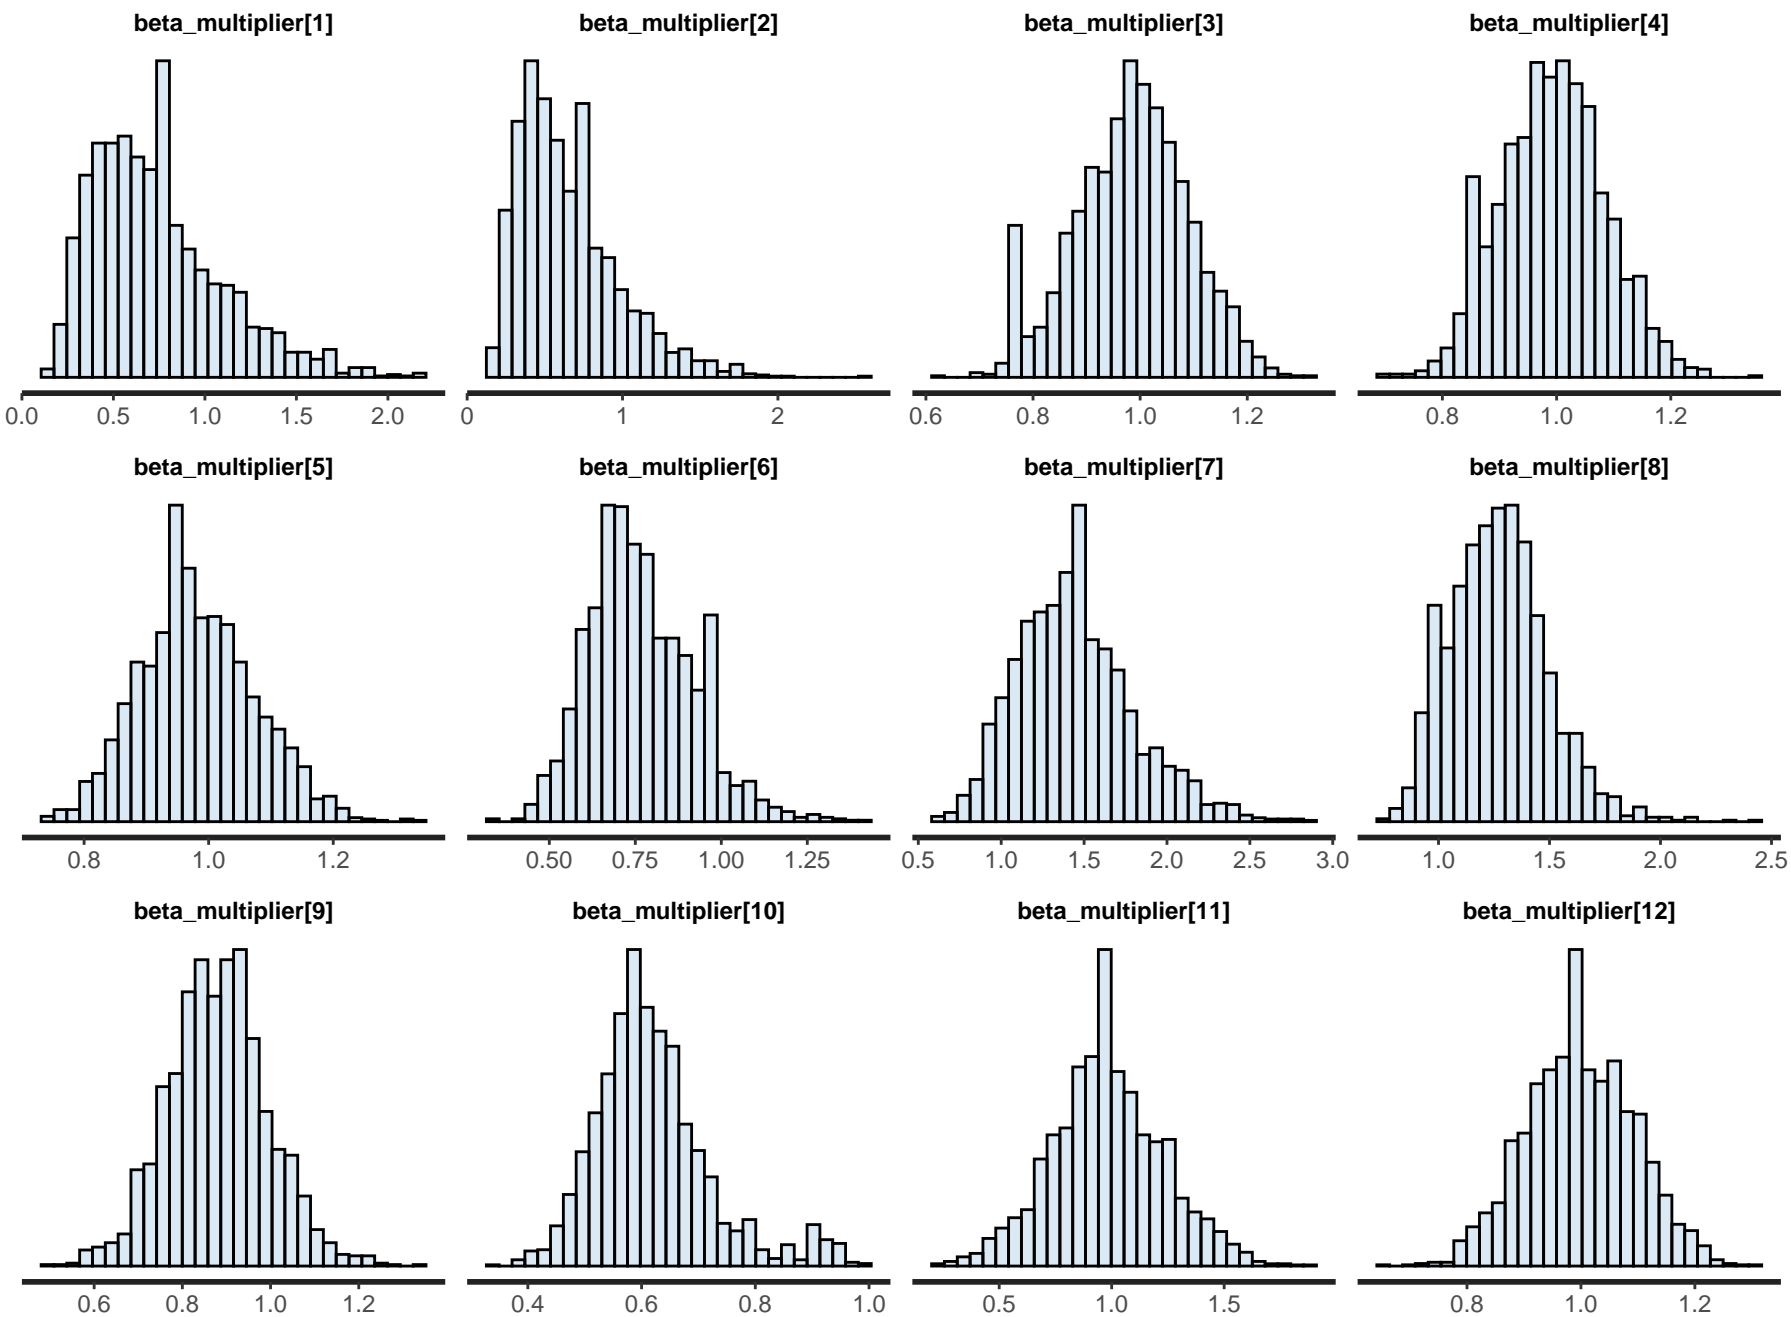 beta_multiplier[1] beta_multiplier[2] beta_multiplier[3] beta_multiplier[4]
0.0 0.5 1.0 1.5 2.0 0 1 2 0.6 0.8 1.0 1.2 0.8 1.0 1.2
beta_multiplier[5] beta_multiplier[6] beta_multiplier[7] beta_multiplier[8]
0.8 1.0 1.2 0.50 0.75 1.00 1.25 0.5 1.0 1.5 2.0 2.5 3.0 1.0 1.5 2.0 2.5
beta_multiplier[9] beta_multiplier[10] beta_multiplier[11] beta_multiplier[12]
0.6 0.8 1.0 1.2 0.4 0.6 0.8 1.0 0.5 1.0 1.5 0.8 1.0 1.2